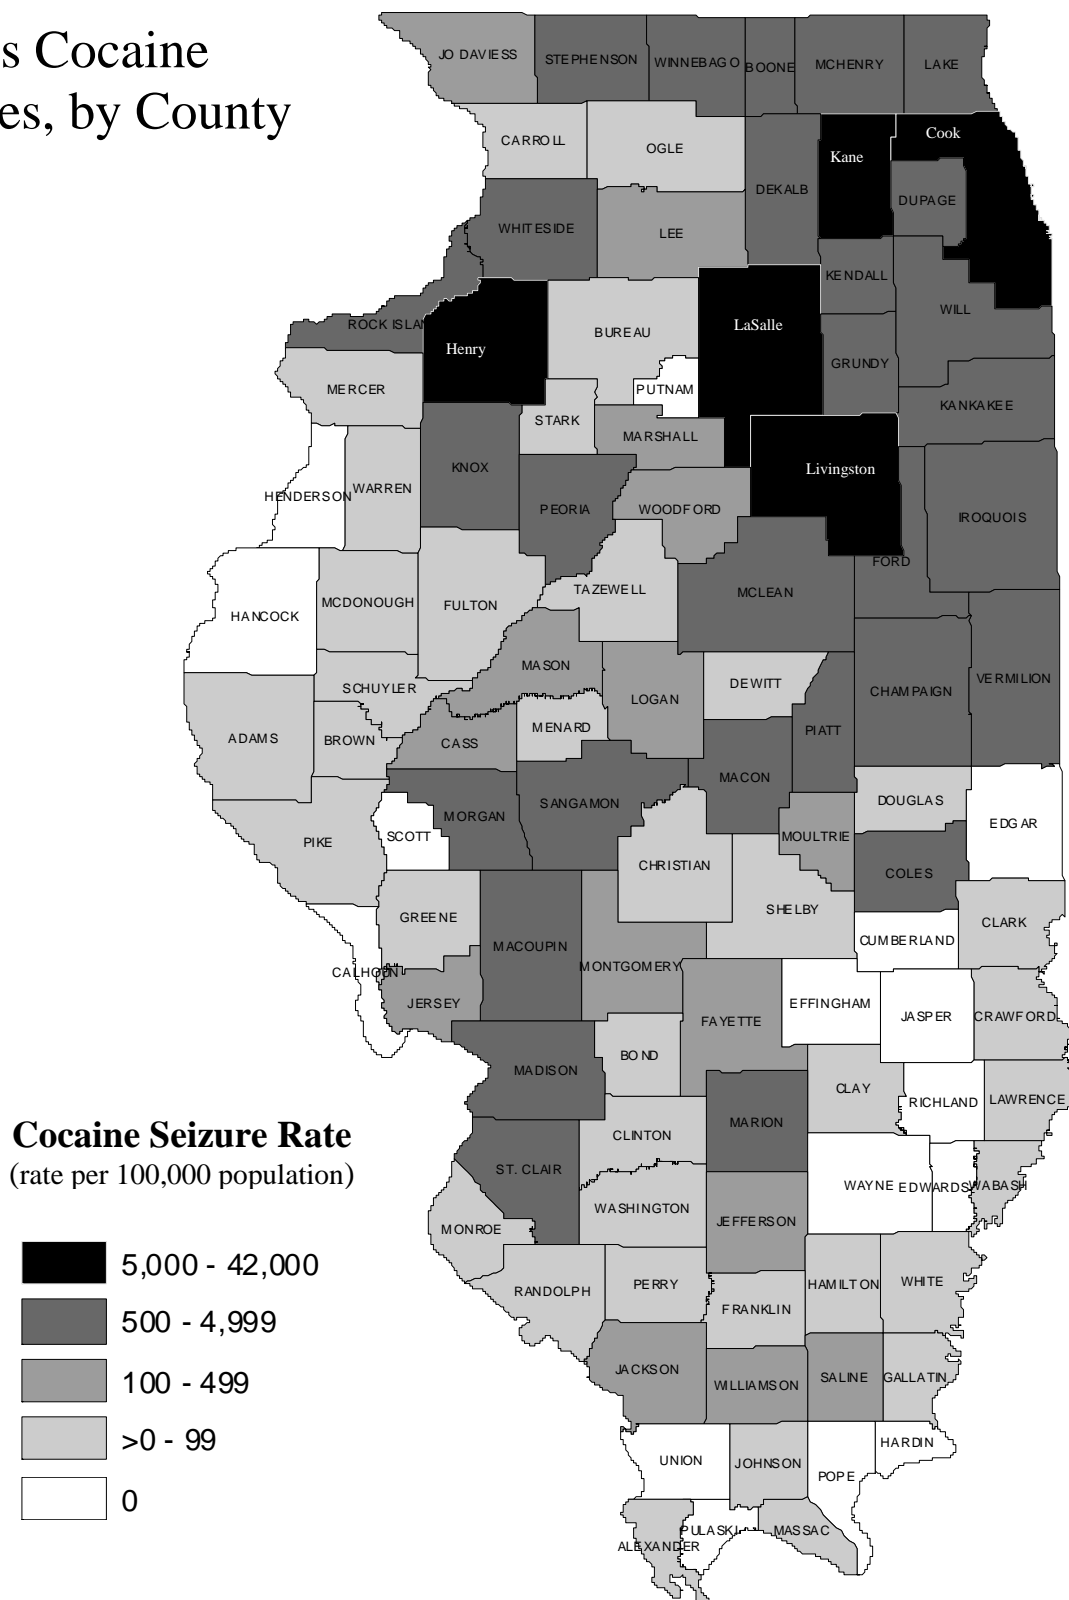 s Cocaine
es, by County
JO DAVIESS
STEPHENSON
WINNEBAGO
BOONE
MCHENRY
LAKE
CARROLL
OGLE
DEKALB
Kane
Cook
DUPAGE
WHITESIDE
LEE
KENDALL
WILL
ROCK ISLAN
Henry
BUREAU
LaSalle
GRUNDY
MERCER
PUTNAM
KANKAKEE
STARK
MARSHALL
KNOX
Livingston
HENDERSON
WARREN
PEORIA
WOODFORD
IROQUOIS
FORD
HANCOCK
MCDONOUGH
FULTON
TAZEWELL
MCLEAN
MASON
SCHUYLER
LOGAN
DEWITT
CHAMPAIGN
VERMILION
ADAMS
BROWN
CASS
MENARD
PIATT
MACON
SANGAMON
MORGAN
DOUGLAS
EDGAR
PIKE
SCOTT
MOULTRIE
CHRISTIAN
COLES
SHELBY
GREENE
MACOUPIN
CUMBERLAND
CLARK
CALHOUN
MONTGOMERY
JERSEY
FAYETTE
EFFINGHAM
JASPER
CRAWFORD
BOND
MADISON
CLAY
RICHLAND
LAWRENCE
MARION
CLINTON
ST. CLAIR
WAYNE
EDWARDS
WABASH
WASHINGTON
JEFFERSON
MONROE
RANDOLPH
PERRY
HAMILTON
WHITE
FRANKLIN
JACKSON
WILLIAMSON
SALINE
GALLATIN
HARDIN
UNION
JOHNSON
POPE
PULASKI
MASSAC
ALEXANDER
Cocaine Seizure Rate
(rate per 100,000 population)
5,000 - 42,000
500 - 4,999
100 - 499
>0 - 99
0